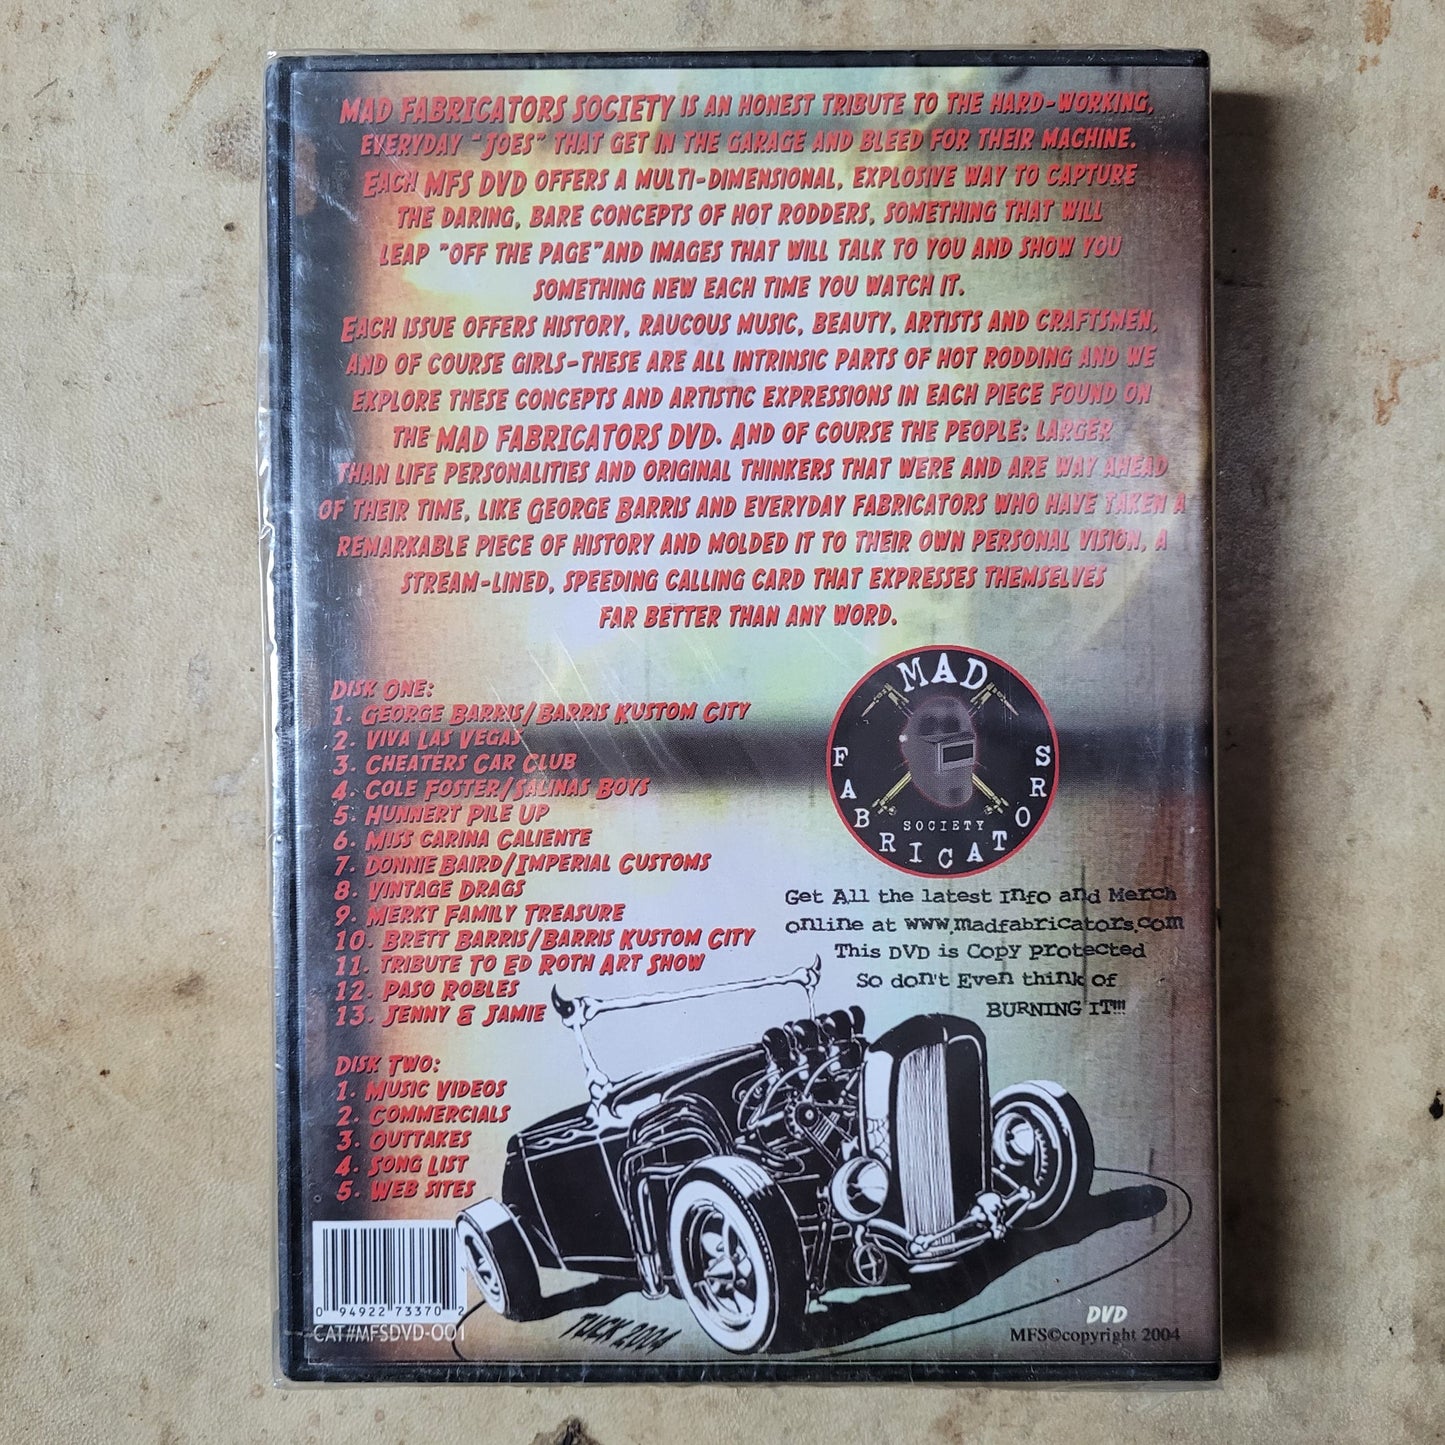 MAD FABRICATORS SOCIETY IS AN HONEST TRIBUTE TO THE HARD-WORKING,
EVERYDAY "JOES" THAT GET IN THE GARAGE AND BLEED FOR THEIR MACHINE.
EACH MFS DVD OFFERS A MULTI-DIMENSIONAL, EXPLOSIVE WAY TO CAPTURE
THE DARING, BARE CONCEPTS OF HOT RODDERS, SOMETHING THAT WILL
LEAP "OFF THE PAGE"AND IMAGES THAT WILL TALK TO YOU AND SHOW YOU
SOMETHING NEW EACH TIME YOU WATCH IT.
EACH ISSUE OFFERS HISTORY, RAUCOUS MUSIC, BEAUTY, ARTISTS AND CRAFTSMEN,
AND OF COURSE GIRLS-THESE ARE ALL INTRINSIC PARTS OF HOT RODDING AND WE
EXPLORE THESE CONCEPTS AND ARTISTIC EXPRESSIONS IN EACH PIECE FOUND ON
THE MAD FABRICATORS DVD. AND OF COURSE THE PEOPLE: LARGER
THAN LIFE PERSONALITIES AND ORIGINAL THINKERS THAT WERE AND ARE WAY AHEAD
OF THEIR TIME, LIKE GEORGE BARRIS AND EVERYDAY FABRICATORS WHO HAVE TAKEN A
REMARKABLE PIECE OF HISTORY AND MOLDED IT TO THEIR OWN PERSONAL VISION, A
STREAM-LINED, SPEEDING CALLING CARD THAT EXPRESSES THEMSELVES
FAR BETTER THAN ANY WORD.
DISK ONE:
1. GEORGE BARRIS/BARRIS KUSTOM CITY
2. VIVA LAS VEGAS
3. CHEATERS CAR CLUB
4. COLE FOSTER/SALINAS BOYS
5. HUNNERT PILE UP
6. MISS CARINA CALIENTE
7. DONNIE BAIRD/IMPERIAL CUSTOMS
8. VINTAGE DRAGS
9. MERKT FAMILY TREASURE
10. BRETT BARRIS/BARRIS KUSTOM CITY
11. TRIBUTE TO ED ROTH ART SHOW
12. PASO ROBLES
13. JENNY & JAMIE
DISK TWO:
1. MUSIC VIDEOS
2. COMMERCIALS
3. OUTTAKES
4. SONG LIST
5. WEB SITES
MAD
FABRICATORS
SOCIETY
Get All the latest Info and Merch
online at www.madfabricators.com
This DVD is Copy protected
So don't Even think of
BURNING IT!!!
0 94922 73370 2
CAT#MFSDVD-001
TUCK 2004
DVD
MFS©copyright 2004